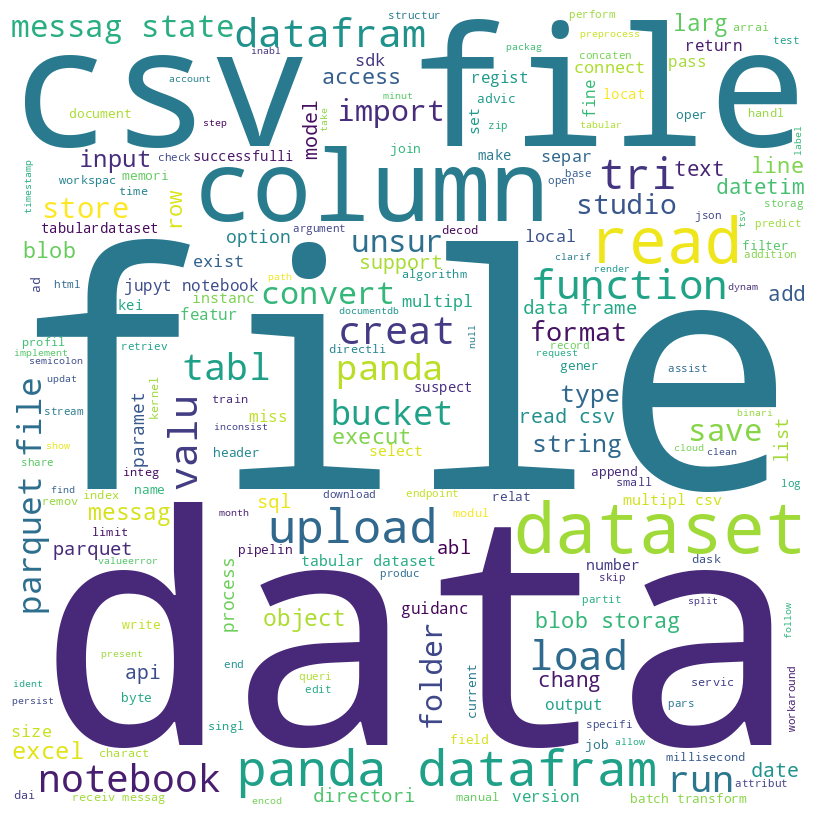 structur
perform
messag state
datafram
larg
arrai
preprocess
test
inabl
packag
concaten
return
csv file
sdk
connect
pass
account
access
regist
locat
document
advic
fine
minut
model
import
set
zip
oper
tabular
handl
step
take
input
check
successfulli
join
make
separ
tri
text
line
label
workspac
memori
column
base
open
datetim
timestamp
time
row
studio
storag
store
tabulardataset
argument
decod
local
json
tsv
predict
blob
option
unsur
read
filter
addition
exist
support
clarif
ad
html
jupyt notebook
path
algorithm
render
dynam
kei
instanc
convert
multipl
function
add
featur
documentdb
data frame
profil
creat
format
record
implement
retriev
directli
null
request
gener
semicolon
file
tabl
panda
assist
updat
suspect
type
kernel
train
miss
bucket
read csv
binari
stream
paramet
valu
inconsist
execut
string
save
list
parquet file
header
select
cloud
clean
show
share
integ
append
find
index
name
sql
download
endpoint
relat
small
log
remov
messag
month
modul
multipl csv
limit
upload
dataset
valueerror
parquet
pipelin
abl
number
dask
process
tabular dataset
skip
produc
partit
split
data
object
guidanc
blob storag
follow
write
present
end
load
api
queri
folder
current
chang
servic
ident
edit
workaround
persist
byte
singl
output
size
specifi
field
job
allow
excel
charact
pars
millisecond
date
notebook
panda datafram
run
attribut
dai
receiv messag
directori
manual
version
batch transform
encod